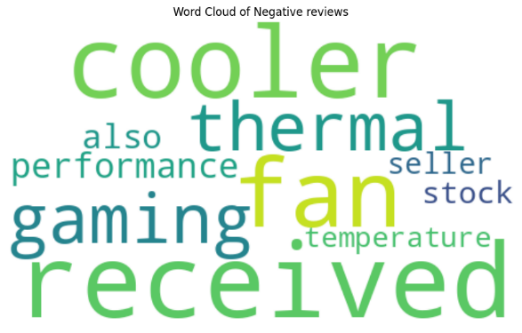 Word Cloud of Negative reviews
cooler
thermal
also
performance
seller
fan
stock
gaming
temperature
received